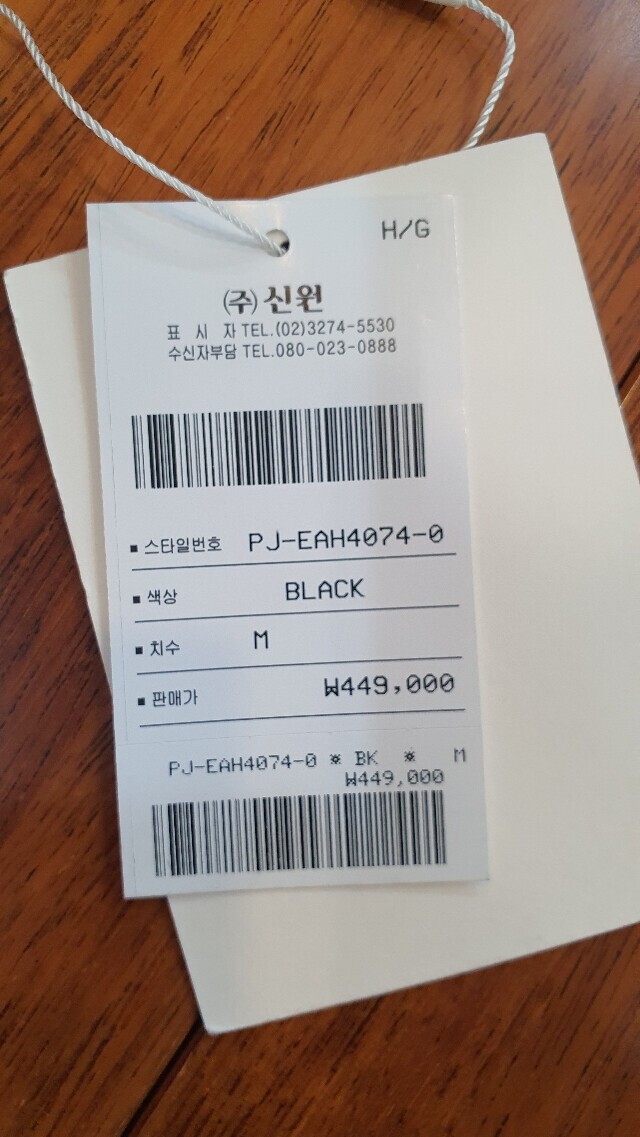 H/G
㈜신원
표 시 자 TEL.(02)3274-5530
수신자부담 TEL.080-023-0888
▪ 스타일번호 PJ-EAH4074-0
▪ 색상 BLACK
▪ 치수 M
▪ 판매가 ₩449,000
PJ-EAH4074-0 ※ BK ※ M
₩449,000